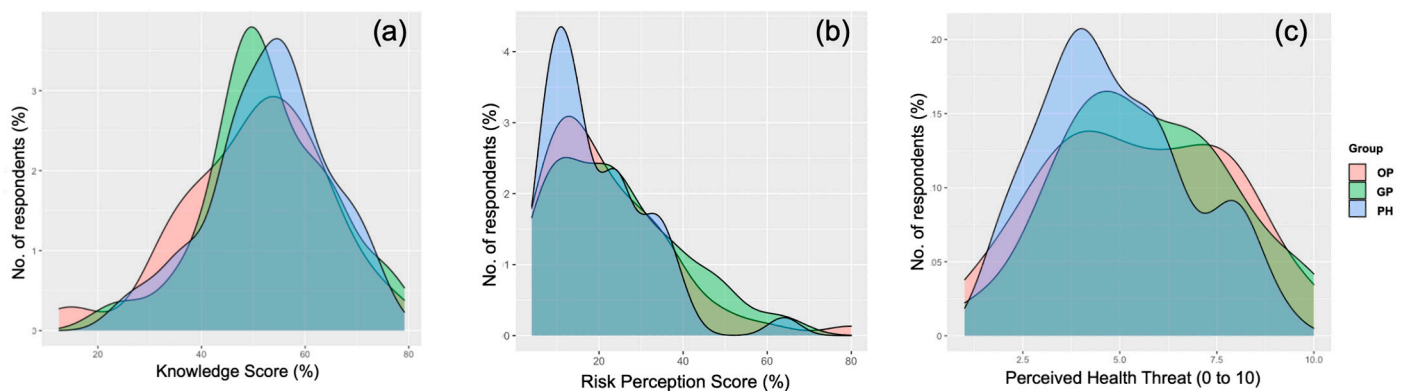 (a)
No. of respondents (%)
3
2
1
0
20
40
60
80
Knowledge Score (%)
(b)
No. of respondents (%)
.4
.3
.2
.1
0
20
40
60
80
Risk Perception Score (%)
(c)
No. of respondents (%)
.20
.15
.10
.05
0
2.5
5.0
7.5
10.0
Perceived Health Threat (0 to 10)
Group
OP
GP
PH